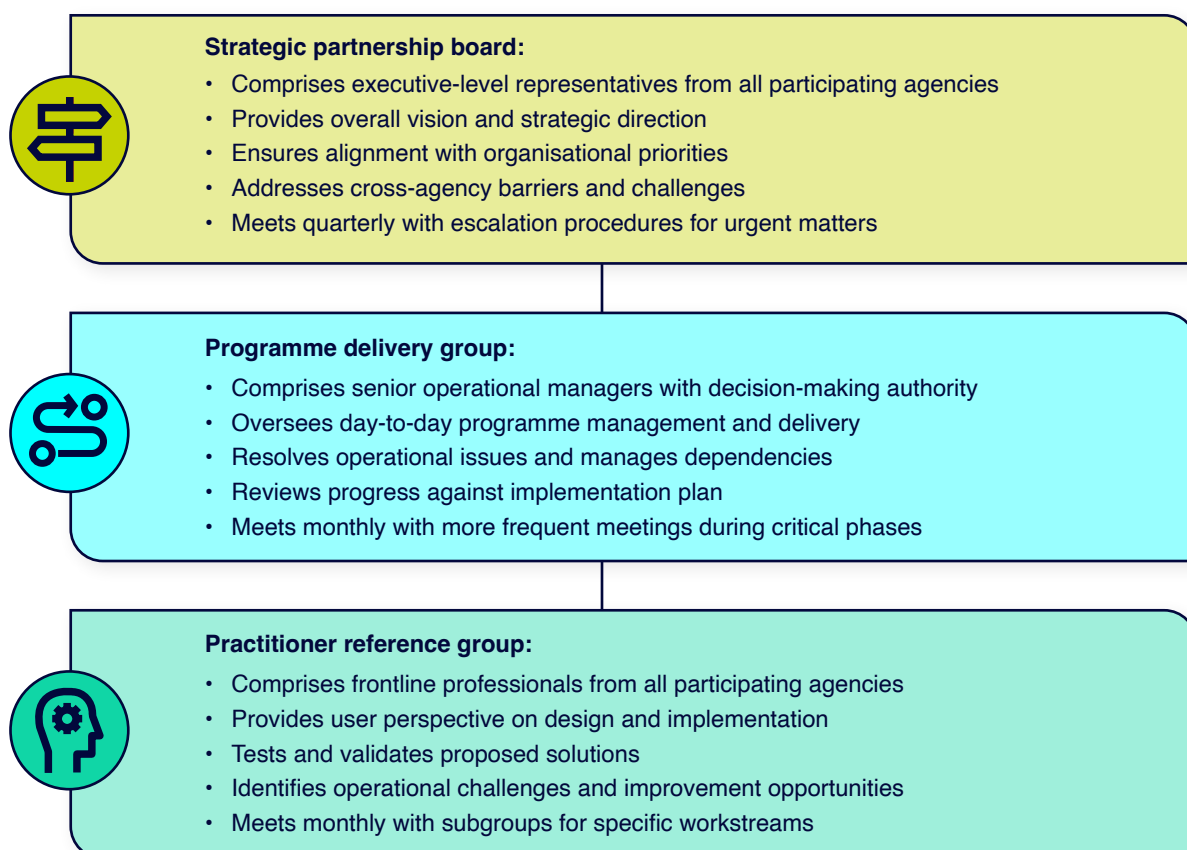 Strategic partnership board:
• Comprises executive-level representatives from all participating agencies
• Provides overall vision and strategic direction
• Ensures alignment with organisational priorities
• Addresses cross-agency barriers and challenges
• Meets quarterly with escalation procedures for urgent matters
Programme delivery group:
• Comprises senior operational managers with decision-making authority
• Oversees day-to-day programme management and delivery
• Resolves operational issues and manages dependencies
• Reviews progress against implementation plan
• Meets monthly with more frequent meetings during critical phases
Practitioner reference group:
• Comprises frontline professionals from all participating agencies
• Provides user perspective on design and implementation
• Tests and validates proposed solutions
• Identifies operational challenges and improvement opportunities
• Meets monthly with subgroups for specific workstreams